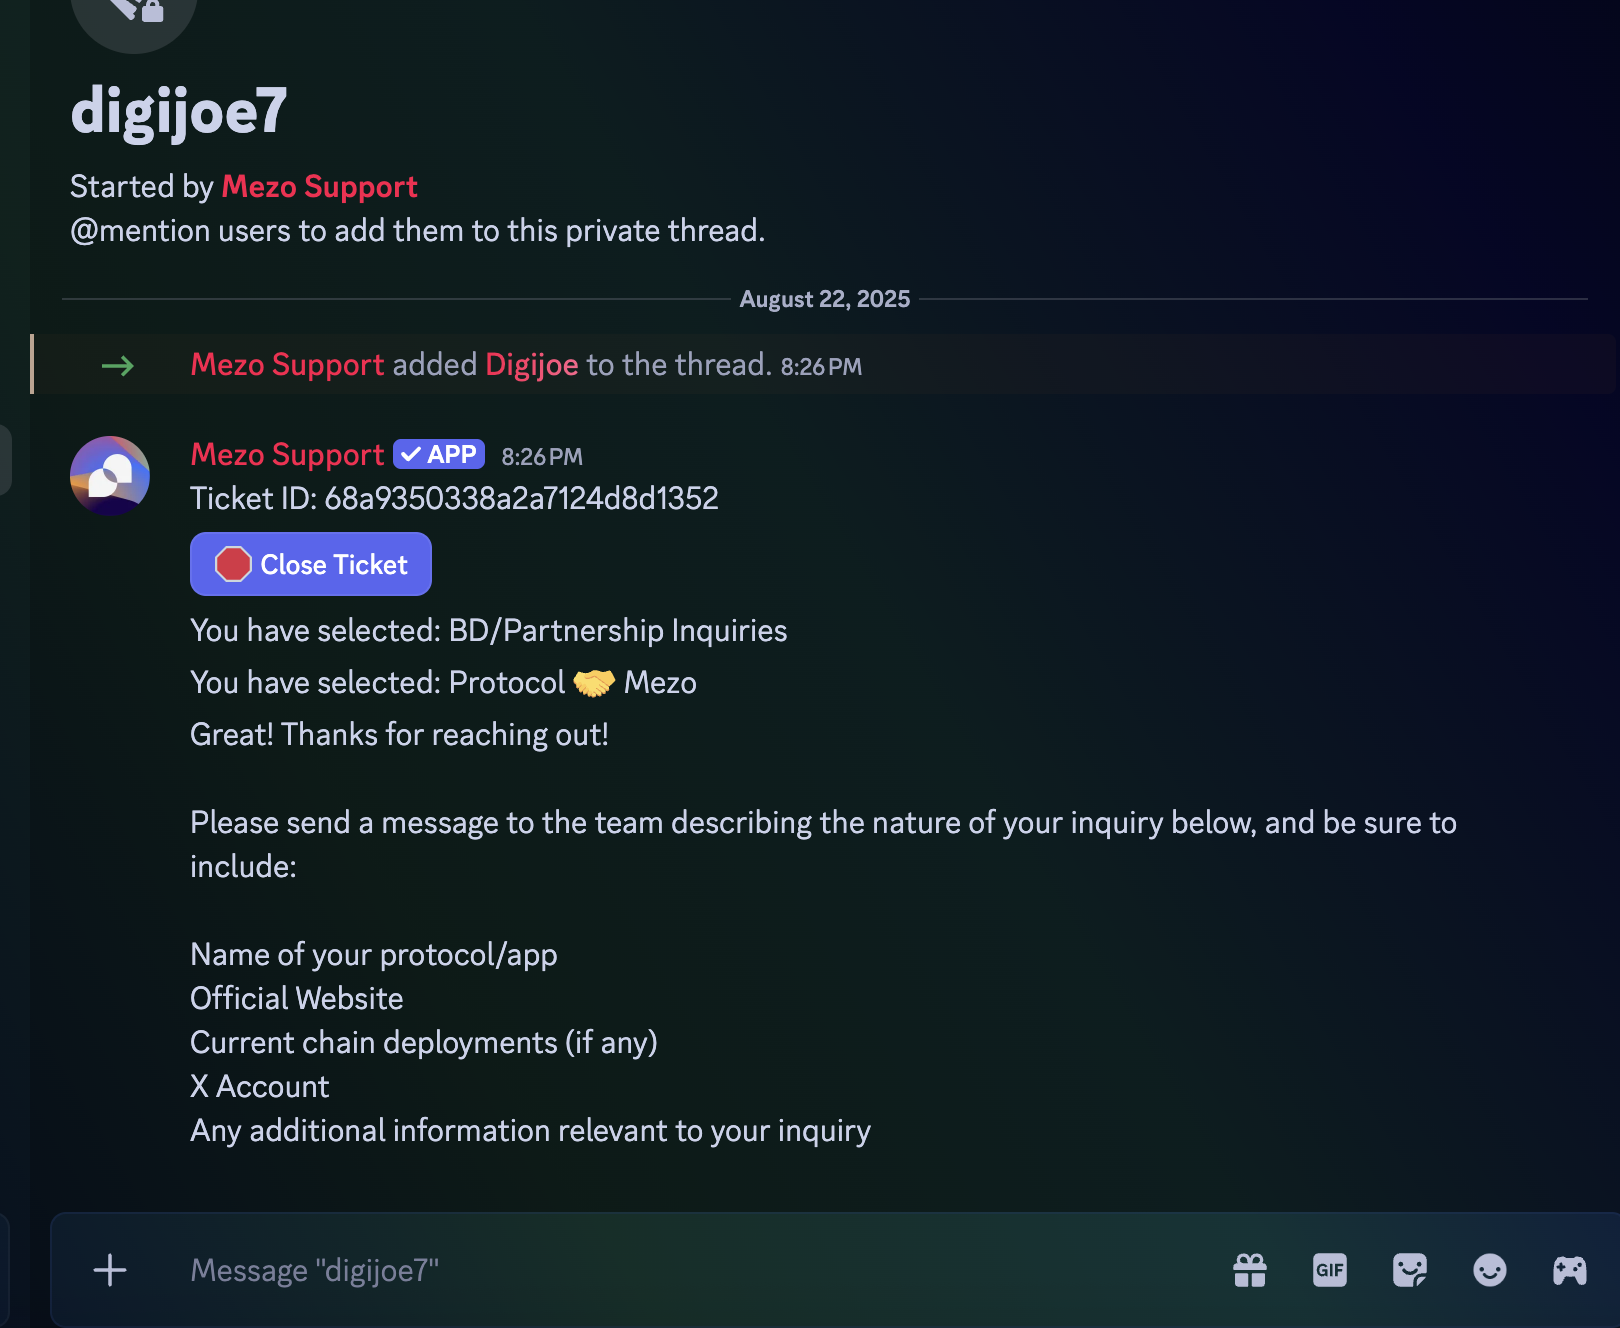 digijoe7
Started by Mezo Support
@mention users to add them to this private thread.
August 22, 2025
Mezo Support added Digijoe to the thread. 8:26 PM
Mezo Support APP 8:26 PM
Ticket ID: 68a9350338a2a7124d8d1352
Close Ticket
You have selected: BD/Partnership Inquiries
You have selected: Protocol 🤝 Mezo
Great! Thanks for reaching out!
Please send a message to the team describing the nature of your inquiry below, and be sure to
include:
Name of your protocol/app
Official Website
Current chain deployments (if any)
X Account
Any additional information relevant to your inquiry
Message "digijoe7"
GIF